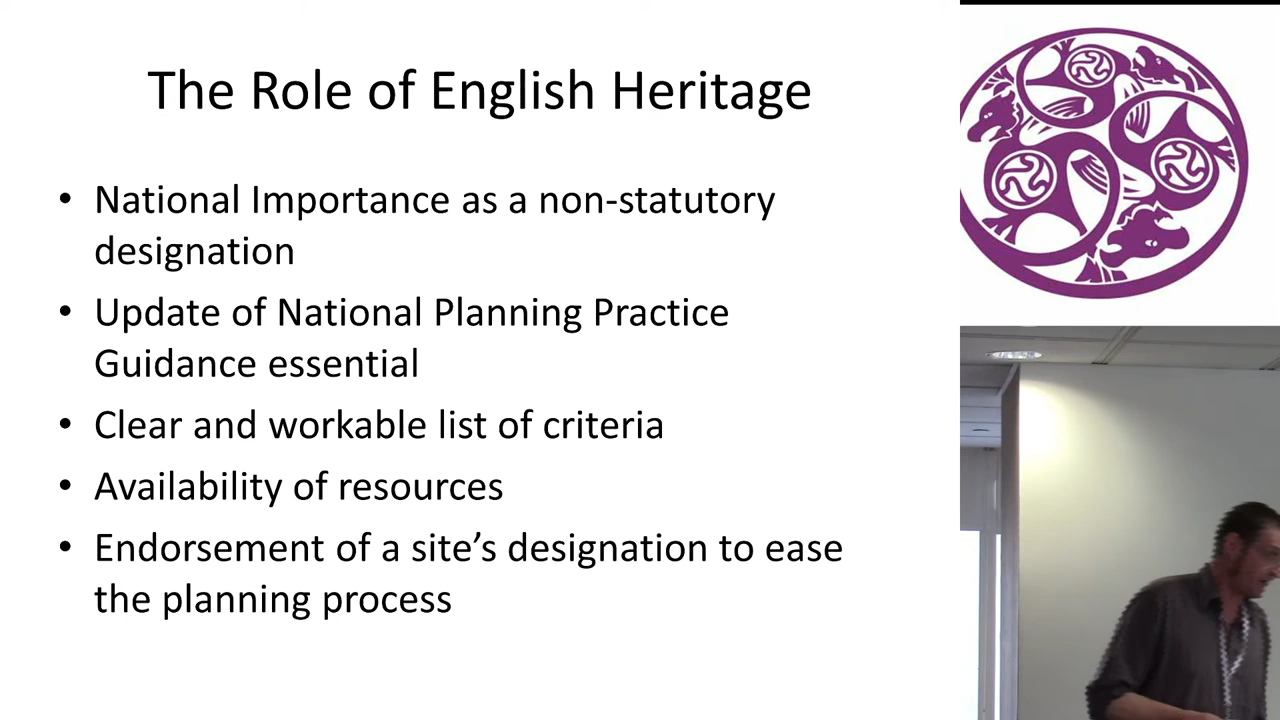 The Role of English Heritage
• National Importance as a non-statutory
designation
• Update of National Planning Practice
Guidance essential
• Clear and workable list of criteria
• Availability of resources
• Endorsement of a site’s designation to ease
the planning process